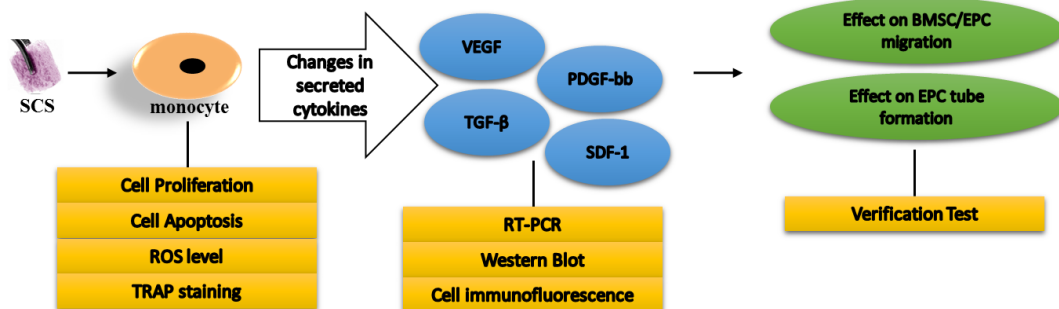 SCS
monocyte
Changes in
secreted
cytokines
VEGF
PDGF-bb
TGF-β
SDF-1
Effect on BMSC/EPC
migration
Effect on EPC tube
formation
Cell Proliferation
Cell Apoptosis
ROS level
TRAP staining
RT-PCR
Western Blot
Cell immunofluorescence
Verification Test